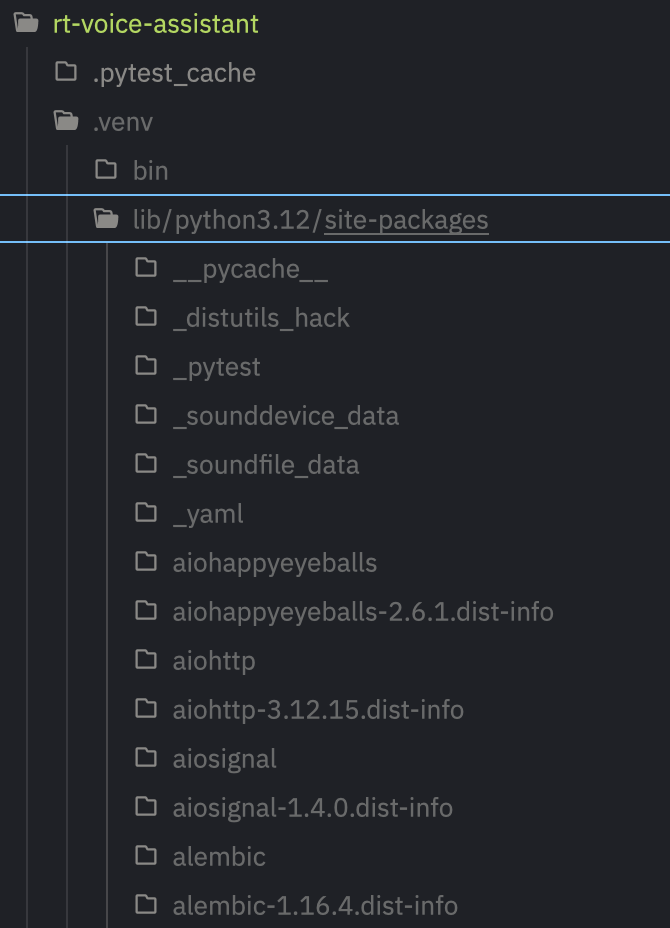 rt-voice-assistant
.pytest_cache
.venv
bin
lib/python3.12/site-packages
__pycache__
_distutils_hack
_pytest
_sounddevice_data
_soundfile_data
_yaml
aiohappyeyeballs
aiohappyeyeballs-2.6.1.dist-info
aiohttp
aiohttp-3.12.15.dist-info
aiosignal
aiosignal-1.4.0.dist-info
alembic
alembic-1.16.4.dist-info